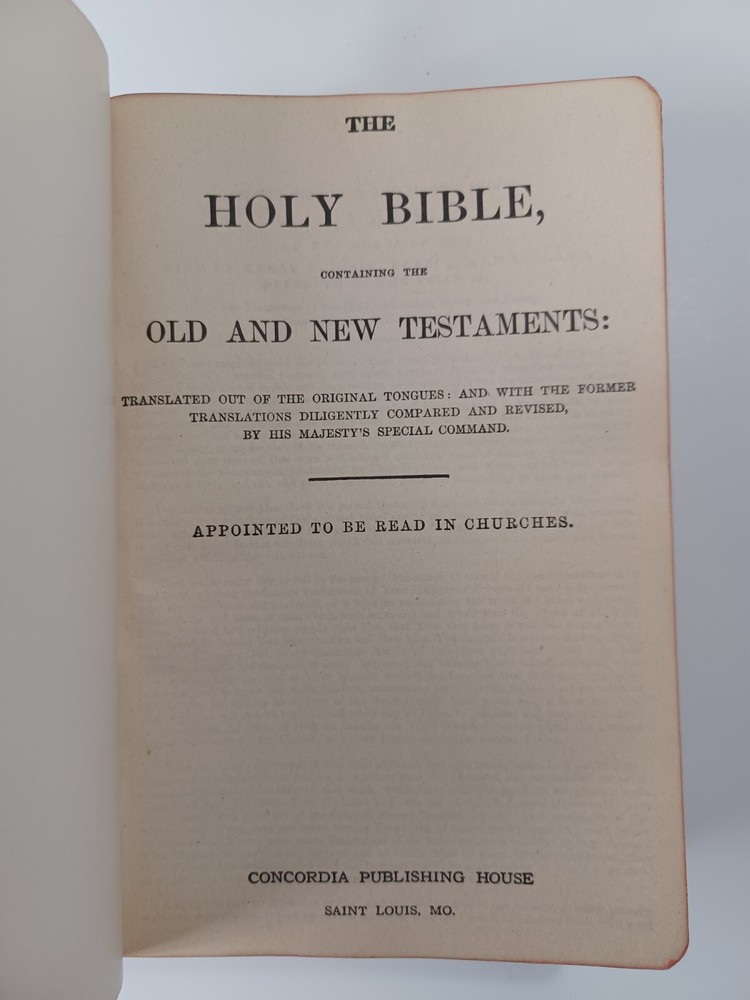 THE
HOLY BIBLE,
CONTAINING THE
OLD AND NEW TESTAMENTS:
TRANSLATED OUT OF THE ORIGINAL TONGUES: AND WITH THE FORMER
TRANSLATIONS DILIGENTLY COMPARED AND REVISED,
BY HIS MAJESTY'S SPECIAL COMMAND.
APPOINTED TO BE READ IN CHURCHES.
CONCORDIA PUBLISHING HOUSE
SAINT LOUIS, MO.